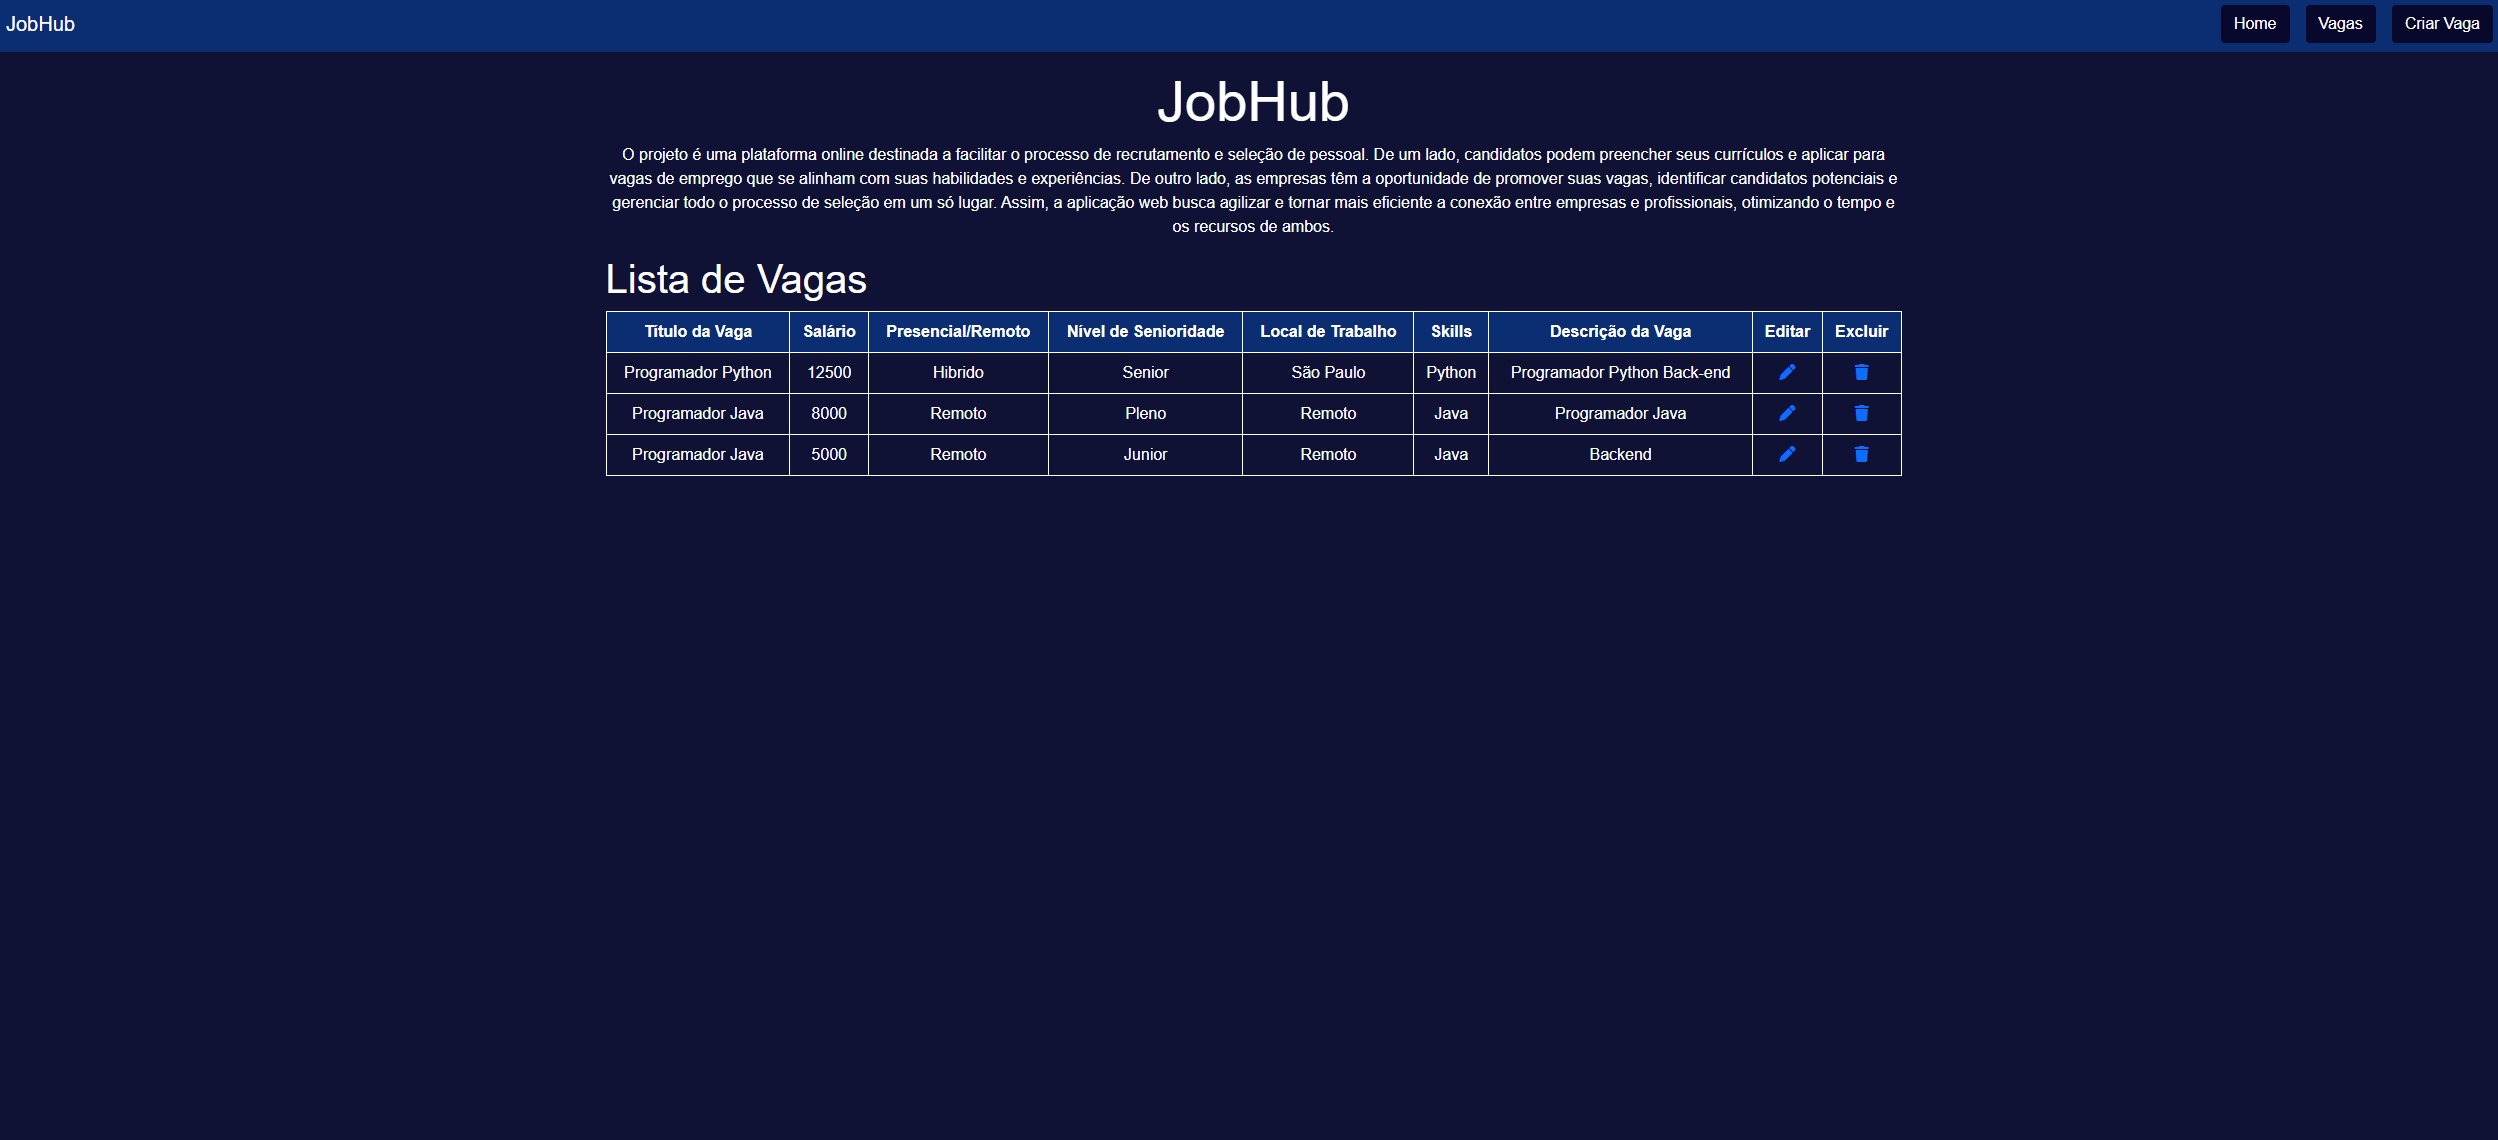 JobHub Home Vagas Criar Vaga
JobHub
O projeto é uma plataforma online destinada a facilitar o processo de recrutamento e seleção de pessoal. De um lado, candidatos podem preencher seus currículos e aplicar para
vagas de emprego que se alinham com suas habilidades e experiências. De outro lado, as empresas têm a oportunidade de promover suas vagas, identificar candidatos potenciais e
gerenciar todo o processo de seleção em um só lugar. Assim, a aplicação web busca agilizar e tornar mais eficiente a conexão entre empresas e profissionais, otimizando o tempo e
os recursos de ambos.
Lista de Vagas
Título da Vaga Salário Presencial/Remoto Nível de Senioridade Local de Trabalho Skills Descrição da Vaga Editar Excluir
Programador Python 12500 Hibrido Senior São Paulo Python Programador Python Back-end
Programador Java 8000 Remoto Pleno Remoto Java Programador Java
Programador Java 5000 Remoto Junior Remoto Java Backend